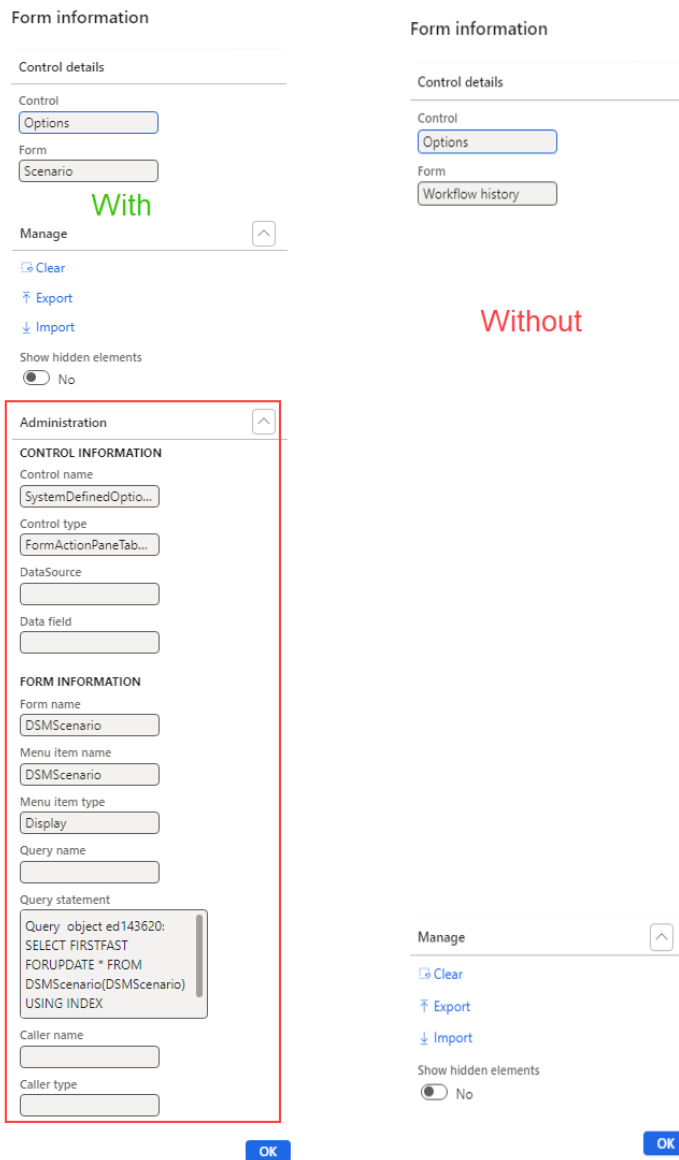 Form information
Control details
Control
Options
Form
Scenario
With
Manage
Clear
Export
Import
Show hidden elements
No
Administration
CONTROL INFORMATION
Control name
SystemDefinedOptio...
Control type
FormActionPaneTab...
DataSource
Data field
FORM INFORMATION
Form name
DSMScenario
Menu item name
DSMScenario
Menu item type
Display
Query name
Query statement
Query object ed143620:
SELECT FIRSTFAST
FORUPDATE * FROM
DSMScenario(DSMScenario)
USING INDEX
Caller name
Caller type
OK
Form information
Control details
Control
Options
Form
Workflow history
Without
Manage
Clear
Export
Import
Show hidden elements
No
OK